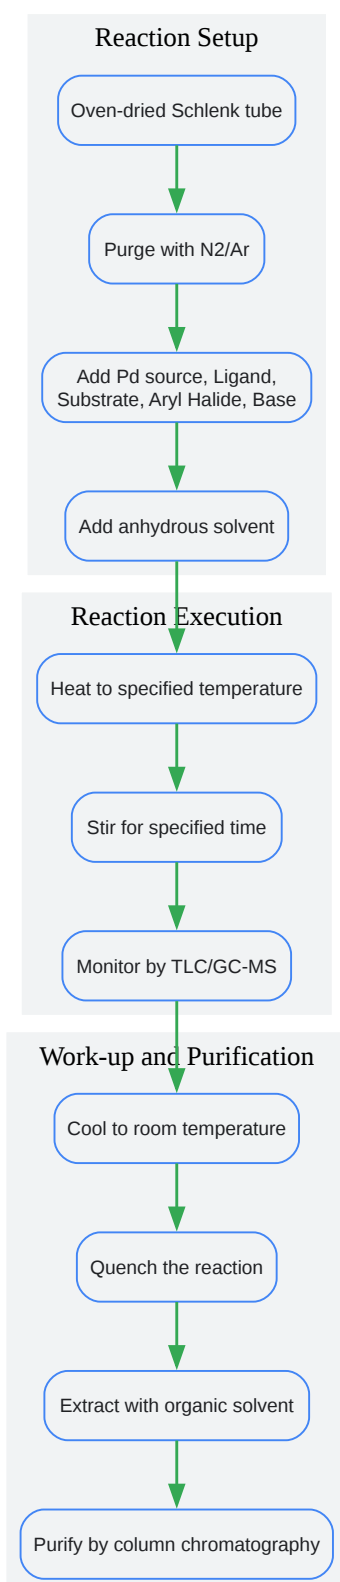 Reaction Setup
Oven-dried Schlenk tube
Purge with N2/Ar
Add Pd source, Ligand,
Substrate, Aryl Halide, Base
Add anhydrous solvent
Reaction Execution
Heat to specified temperature
Stir for specified time
Monitor by TLC/GC-MS
Work-up and Purification
Cool to room temperature
Quench the reaction
Extract with organic solvent
Purify by column chromatography